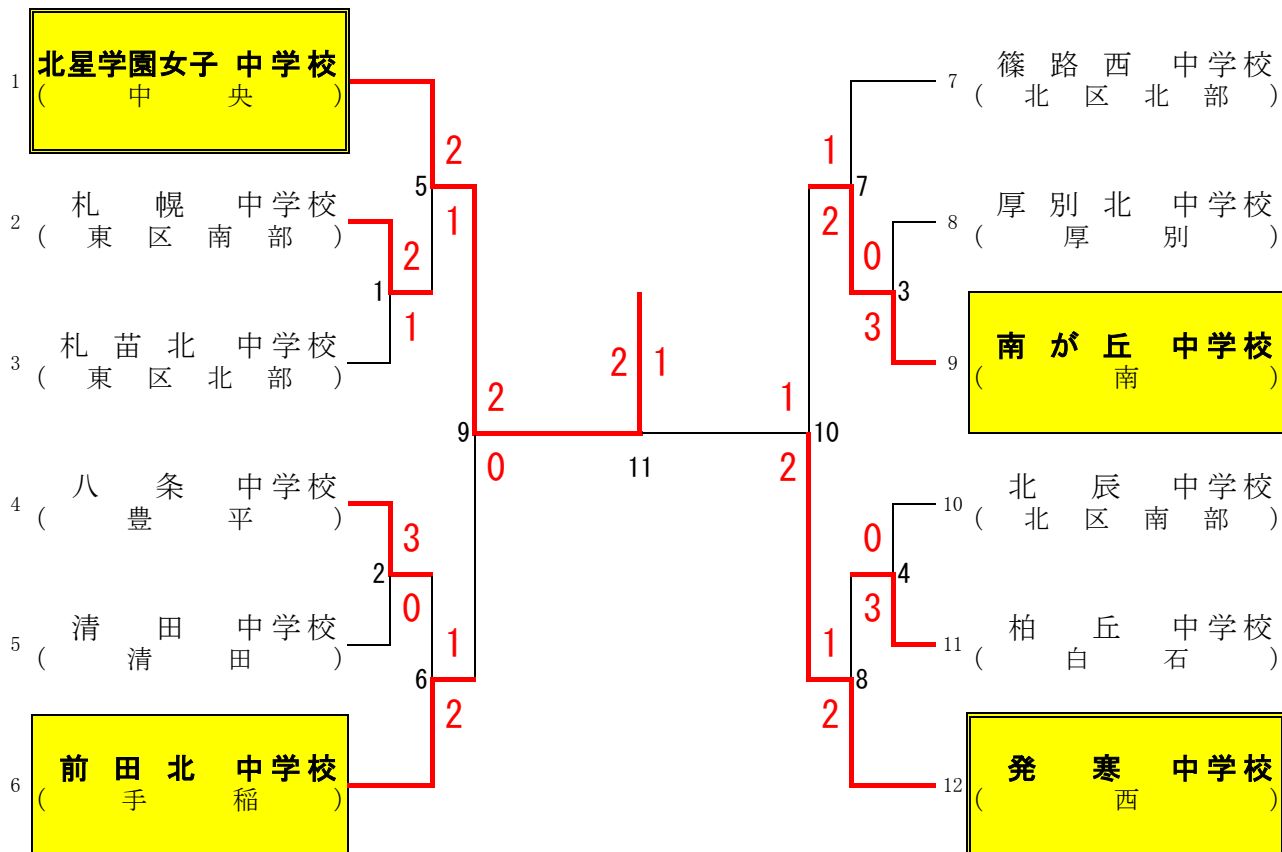 1
北星学園女子 中学校
( 中 央 )
2
札 幌 中学校
( 東 区 南 部 )
3
札 苗 北 中学校
( 東 区 北 部 )
4
八 条 中学校
( 豊 平 )
5
清 田 中学校
( 清 田 )
6
前 田 北 中学校
( 手 稲 )
5
2
1
1
2
1
2
3
0
6
1
2
9
2
0
2
1
11
10
1
2
7
1
2
3
0
3
4
0
3
8
1
2
7
篠 路 西 中学校
( 北 区 北 部 )
8
厚 別 北 中学校
( 厚 別 )
9
南 が 丘 中学校
( 南 )
10
北 辰 中学校
( 北 区 南 部 )
11
柏 丘 中学校
( 白 石 )
12
発 寒 中学校
( 西 )